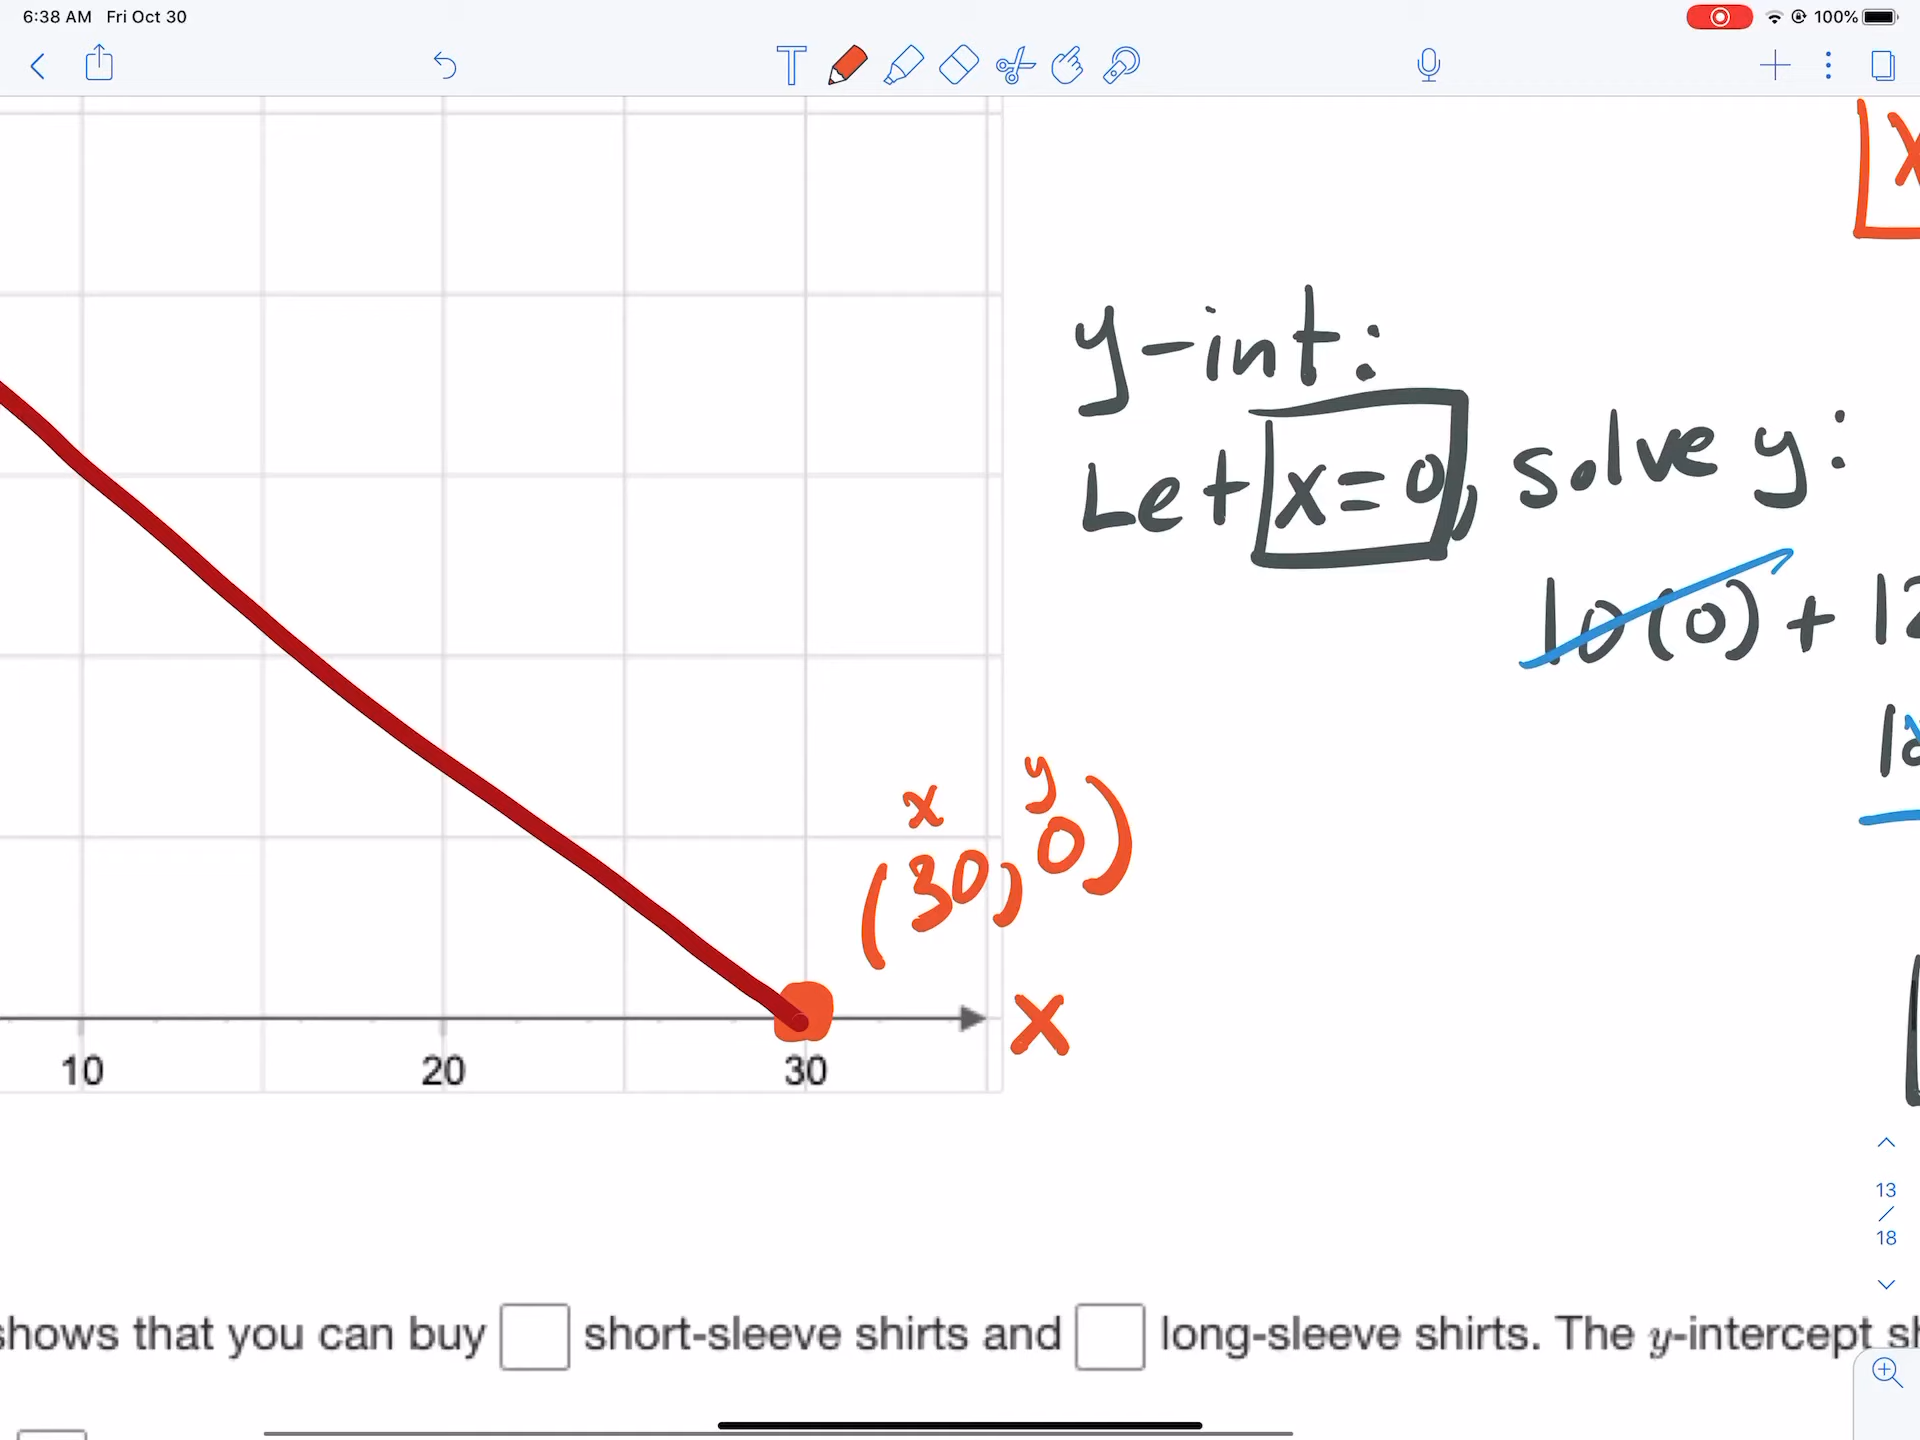 6:38 AM Fri Oct 30
100%
x
y-int:
Let x=0, solve y:
10(0) + 12
x y
(30, 0)
x
10 20 30
13
/
18
shows that you can buy short-sleeve shirts and long-sleeve shirts. The y-intercept